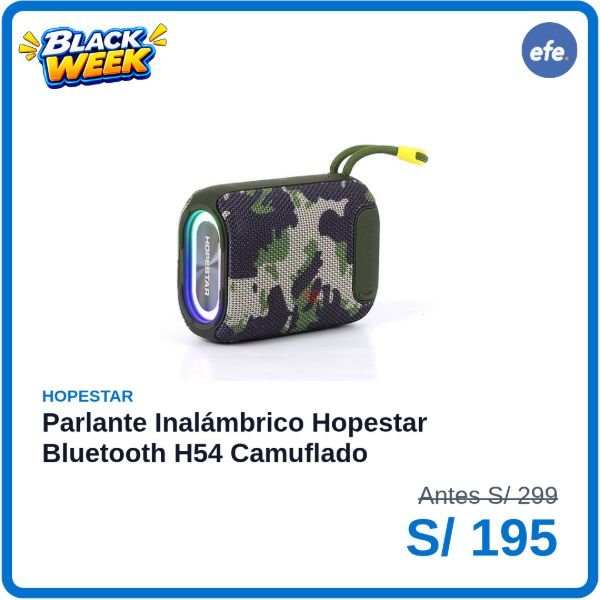 BLACK
WEEK
efe.
HOPESTAR
HOPESTAR
Parlante Inalámbrico Hopestar
Bluetooth H54 Camuflado
Antes S/ 299
S/ 195